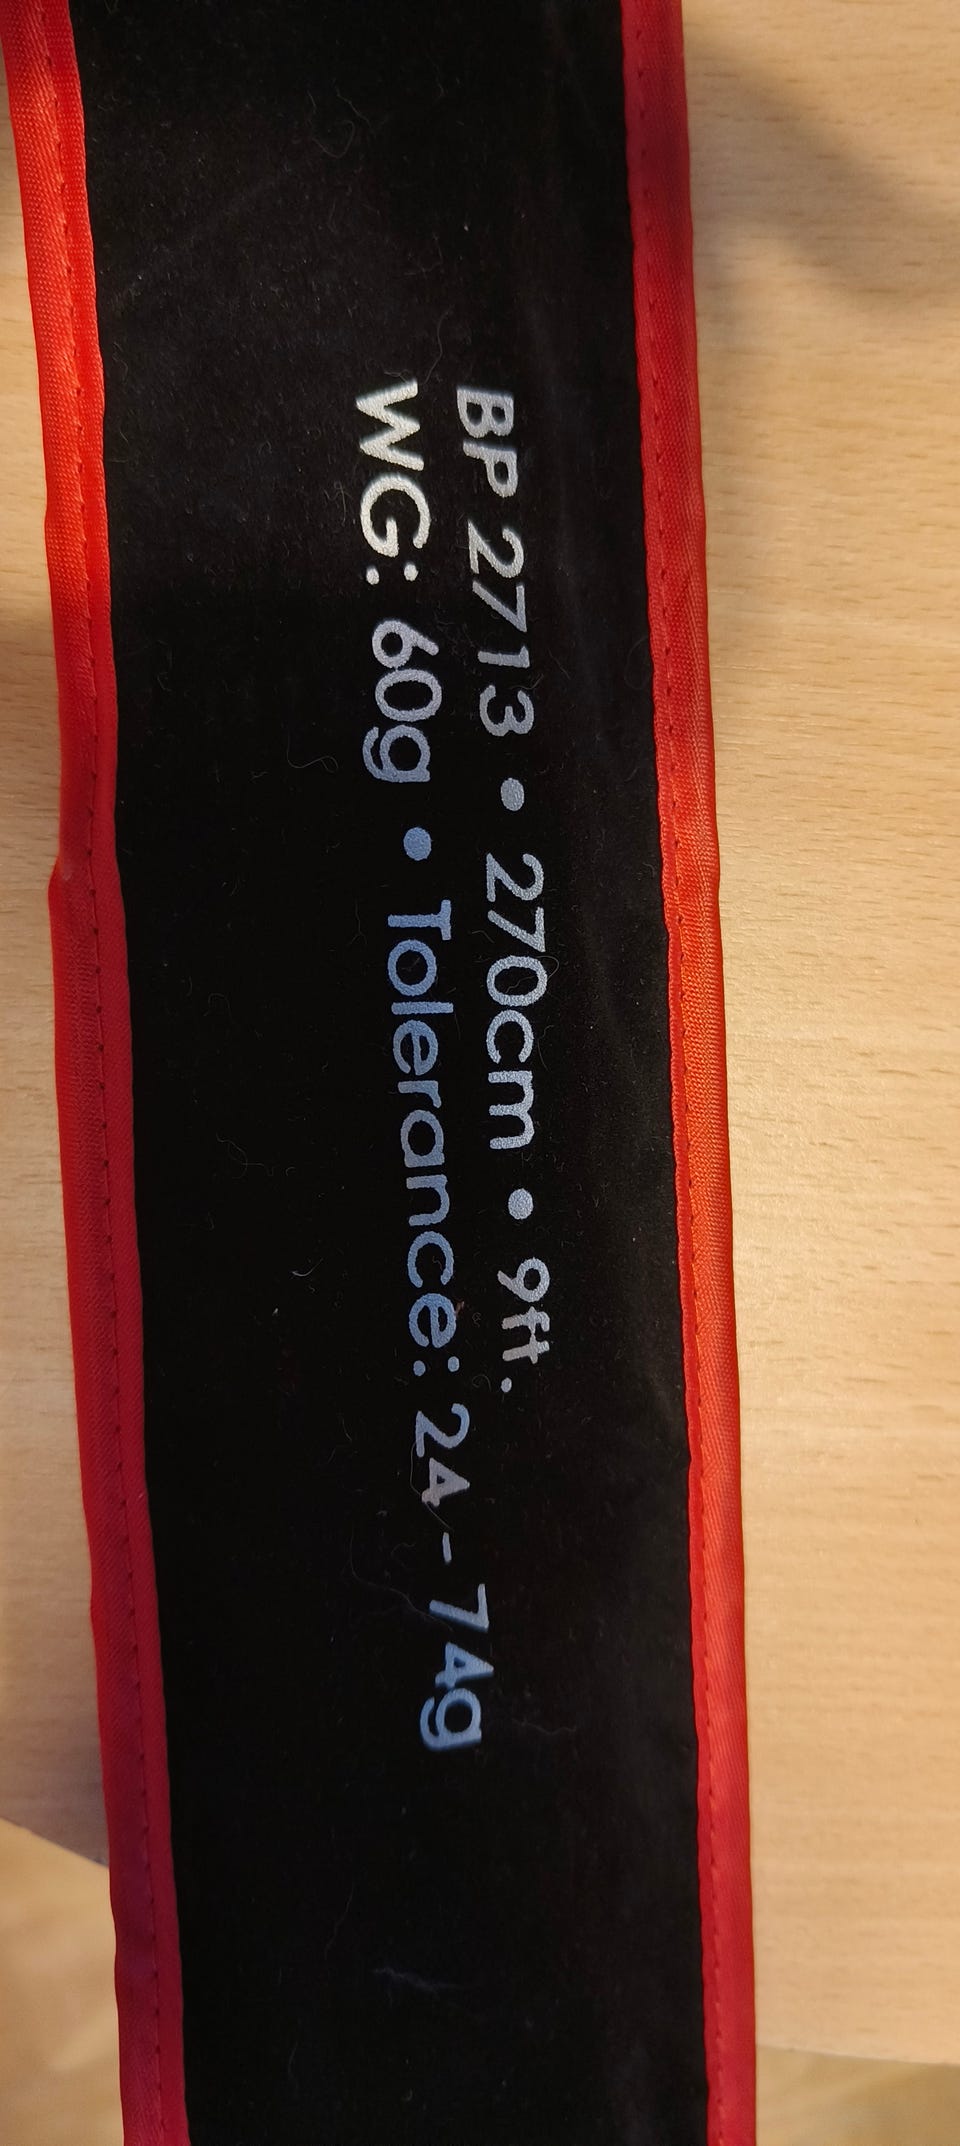 BP 2713 • 270cm • 9ft.
WG: 60g • Tolerance: 24 - 74g